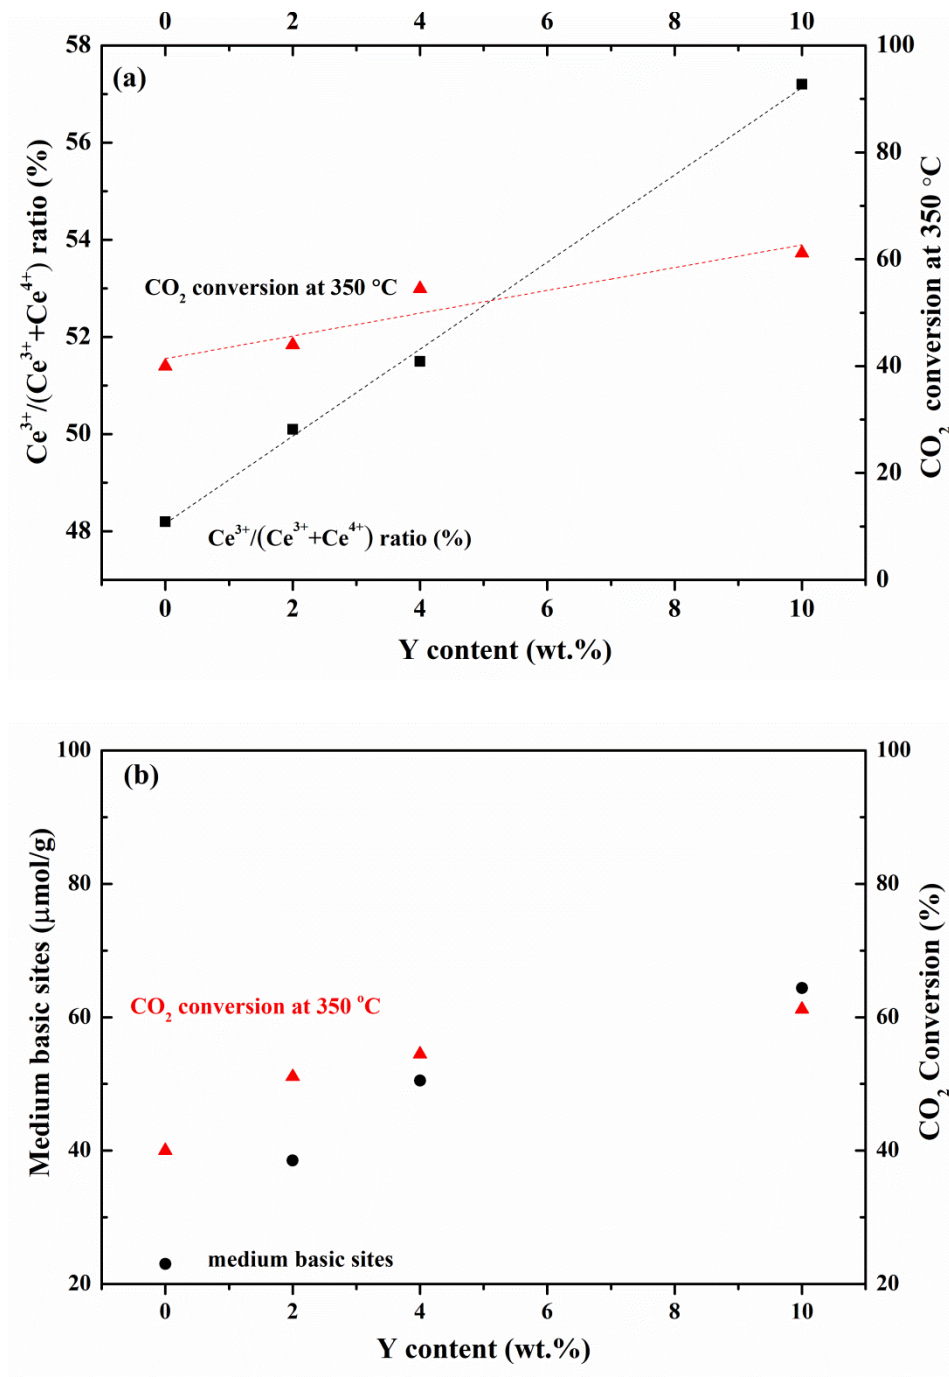 0 2 4 6 8 10
(a)
58
56
54
52
50
48
Ce³⁺/(Ce³⁺+Ce⁴⁺) ratio (%)
CO₂ conversion at 350 °C
Ce³⁺/(Ce³⁺+Ce⁴⁺) ratio (%)
100
80
60
40
20
0
CO₂ conversion at 350 °C
0 2 4 6 8 10
Y content (wt.%)
(b)
100
80
60
40
20
Medium basic sites (μmol/g)
CO₂ conversion at 350 °C
medium basic sites
100
80
60
40
20
CO₂ Conversion (%)
0 2 4 6 8 10
Y content (wt.%)